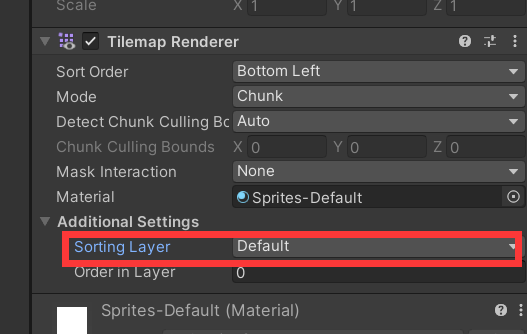 Scale X 1 Y 1 Z 1
Tilemap Renderer
Sort Order Bottom Left
Mode Chunk
Detect Chunk Culling Bo Auto
Chunk Culling Bounds X 0 Y 0 Z 0
Mask Interaction None
Material Sprites-Default
Additional Settings
Sorting Layer Default
Order in Layer 0
Sprites-Default (Material)